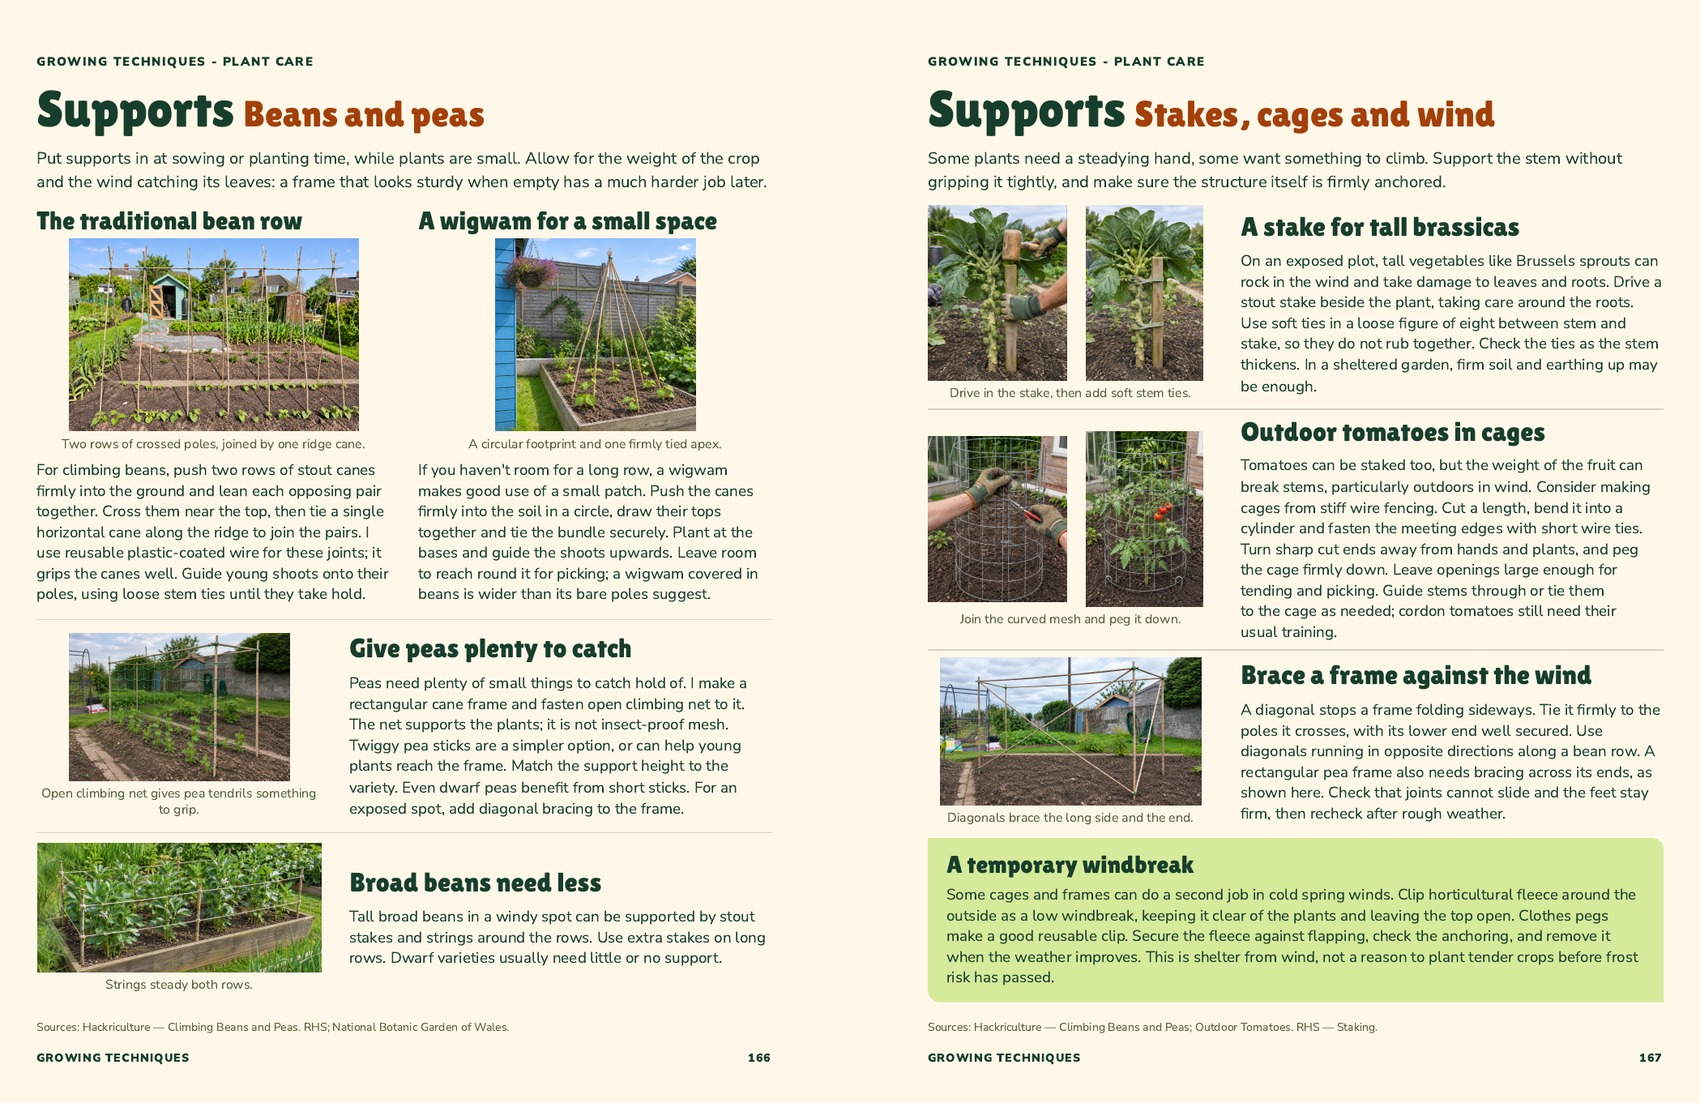 GROWING TECHNIQUES - PLANT CARE
Supports Beans and peas
Put supports in at sowing or planting time, while plants are small. Allow for the weight of the crop
and the wind catching its leaves: a frame that looks sturdy when empty has a much harder job later.
The traditional bean row
Two rows of crossed poles, joined by one ridge cane.
For climbing beans, push two rows of stout canes
firmly into the ground and lean each opposing pair
together. Cross them near the top, then tie a single
horizontal cane along the ridge to join the pairs. I
use reusable plastic-coated wire for these joints; it
grips the canes well. Guide young shoots onto their
poles, using loose stem ties until they take hold.
A wigwam for a small space
A circular footprint and one firmly tied apex.
If you haven't room for a long row, a wigwam
makes good use of a small patch. Push the canes
firmly into the soil in a circle, draw their tops
together and tie the bundle securely. Plant at the
bases and guide the shoots upwards. Leave room
to reach round it for picking; a wigwam covered in
beans is wider than its bare poles suggest.
Open climbing net gives pea tendrils something
to grip.
Give peas plenty to catch
Peas need plenty of small things to catch hold of. I make a
rectangular cane frame and fasten open climbing net to it.
The net supports the plants; it is not insect-proof mesh.
Twiggy pea sticks are a simpler option, or can help young
plants reach the frame. Match the support height to the
variety. Even dwarf peas benefit from short sticks. For an
exposed spot, add diagonal bracing to the frame.
Strings steady both rows.
Broad beans need less
Tall broad beans in a windy spot can be supported by stout
stakes and strings around the rows. Use extra stakes on long
rows. Dwarf varieties usually need little or no support.
Sources: Hackriculture — Climbing Beans and Peas. RHS; National Botanic Garden of Wales.
GROWING TECHNIQUES
166
GROWING TECHNIQUES - PLANT CARE
Supports Stakes, cages and wind
Some plants need a steadying hand, some want something to climb. Support the stem without
gripping it tightly, and make sure the structure itself is firmly anchored.
Drive in the stake, then add soft stem ties.
A stake for tall brassicas
On an exposed plot, tall vegetables like Brussels sprouts can
rock in the wind and take damage to leaves and roots. Drive a
stout stake beside the plant, taking care around the roots.
Use soft ties in a loose figure of eight between stem and
stake, so they do not rub together. Check the ties as the stem
thickens. In a sheltered garden, firm soil and earthing up may
be enough.
Join the curved mesh and peg it down.
Outdoor tomatoes in cages
Tomatoes can be staked too, but the weight of the fruit can
break stems, particularly outdoors in wind. Consider making
cages from stiff wire fencing. Cut a length, bend it into a
cylinder and fasten the meeting edges with short wire ties.
Turn sharp cut ends away from hands and plants, and peg
the cage firmly down. Leave openings large enough for
tending and picking. Guide stems through or tie them
to the cage as needed; cordon tomatoes still need their
usual training.
Diagonals brace the long side and the end.
Brace a frame against the wind
A diagonal stops a frame folding sideways. Tie it firmly to the
poles it crosses, with its lower end well secured. Use
diagonals running in opposite directions along a bean row. A
rectangular pea frame also needs bracing across its ends, as
shown here. Check that joints cannot slide and the feet stay
firm, then recheck after rough weather.
A temporary windbreak
Some cages and frames can do a second job in cold spring winds. Clip horticultural fleece around the
outside as a low windbreak, keeping it clear of the plants and leaving the top open. Clothes pegs
make a good reusable clip. Secure the fleece against flapping, check the anchoring, and remove it
when the weather improves. This is shelter from wind, not a reason to plant tender crops before frost
risk has passed.
Sources: Hackriculture — Climbing Beans and Peas; Outdoor Tomatoes. RHS — Staking.
GROWING TECHNIQUES
167